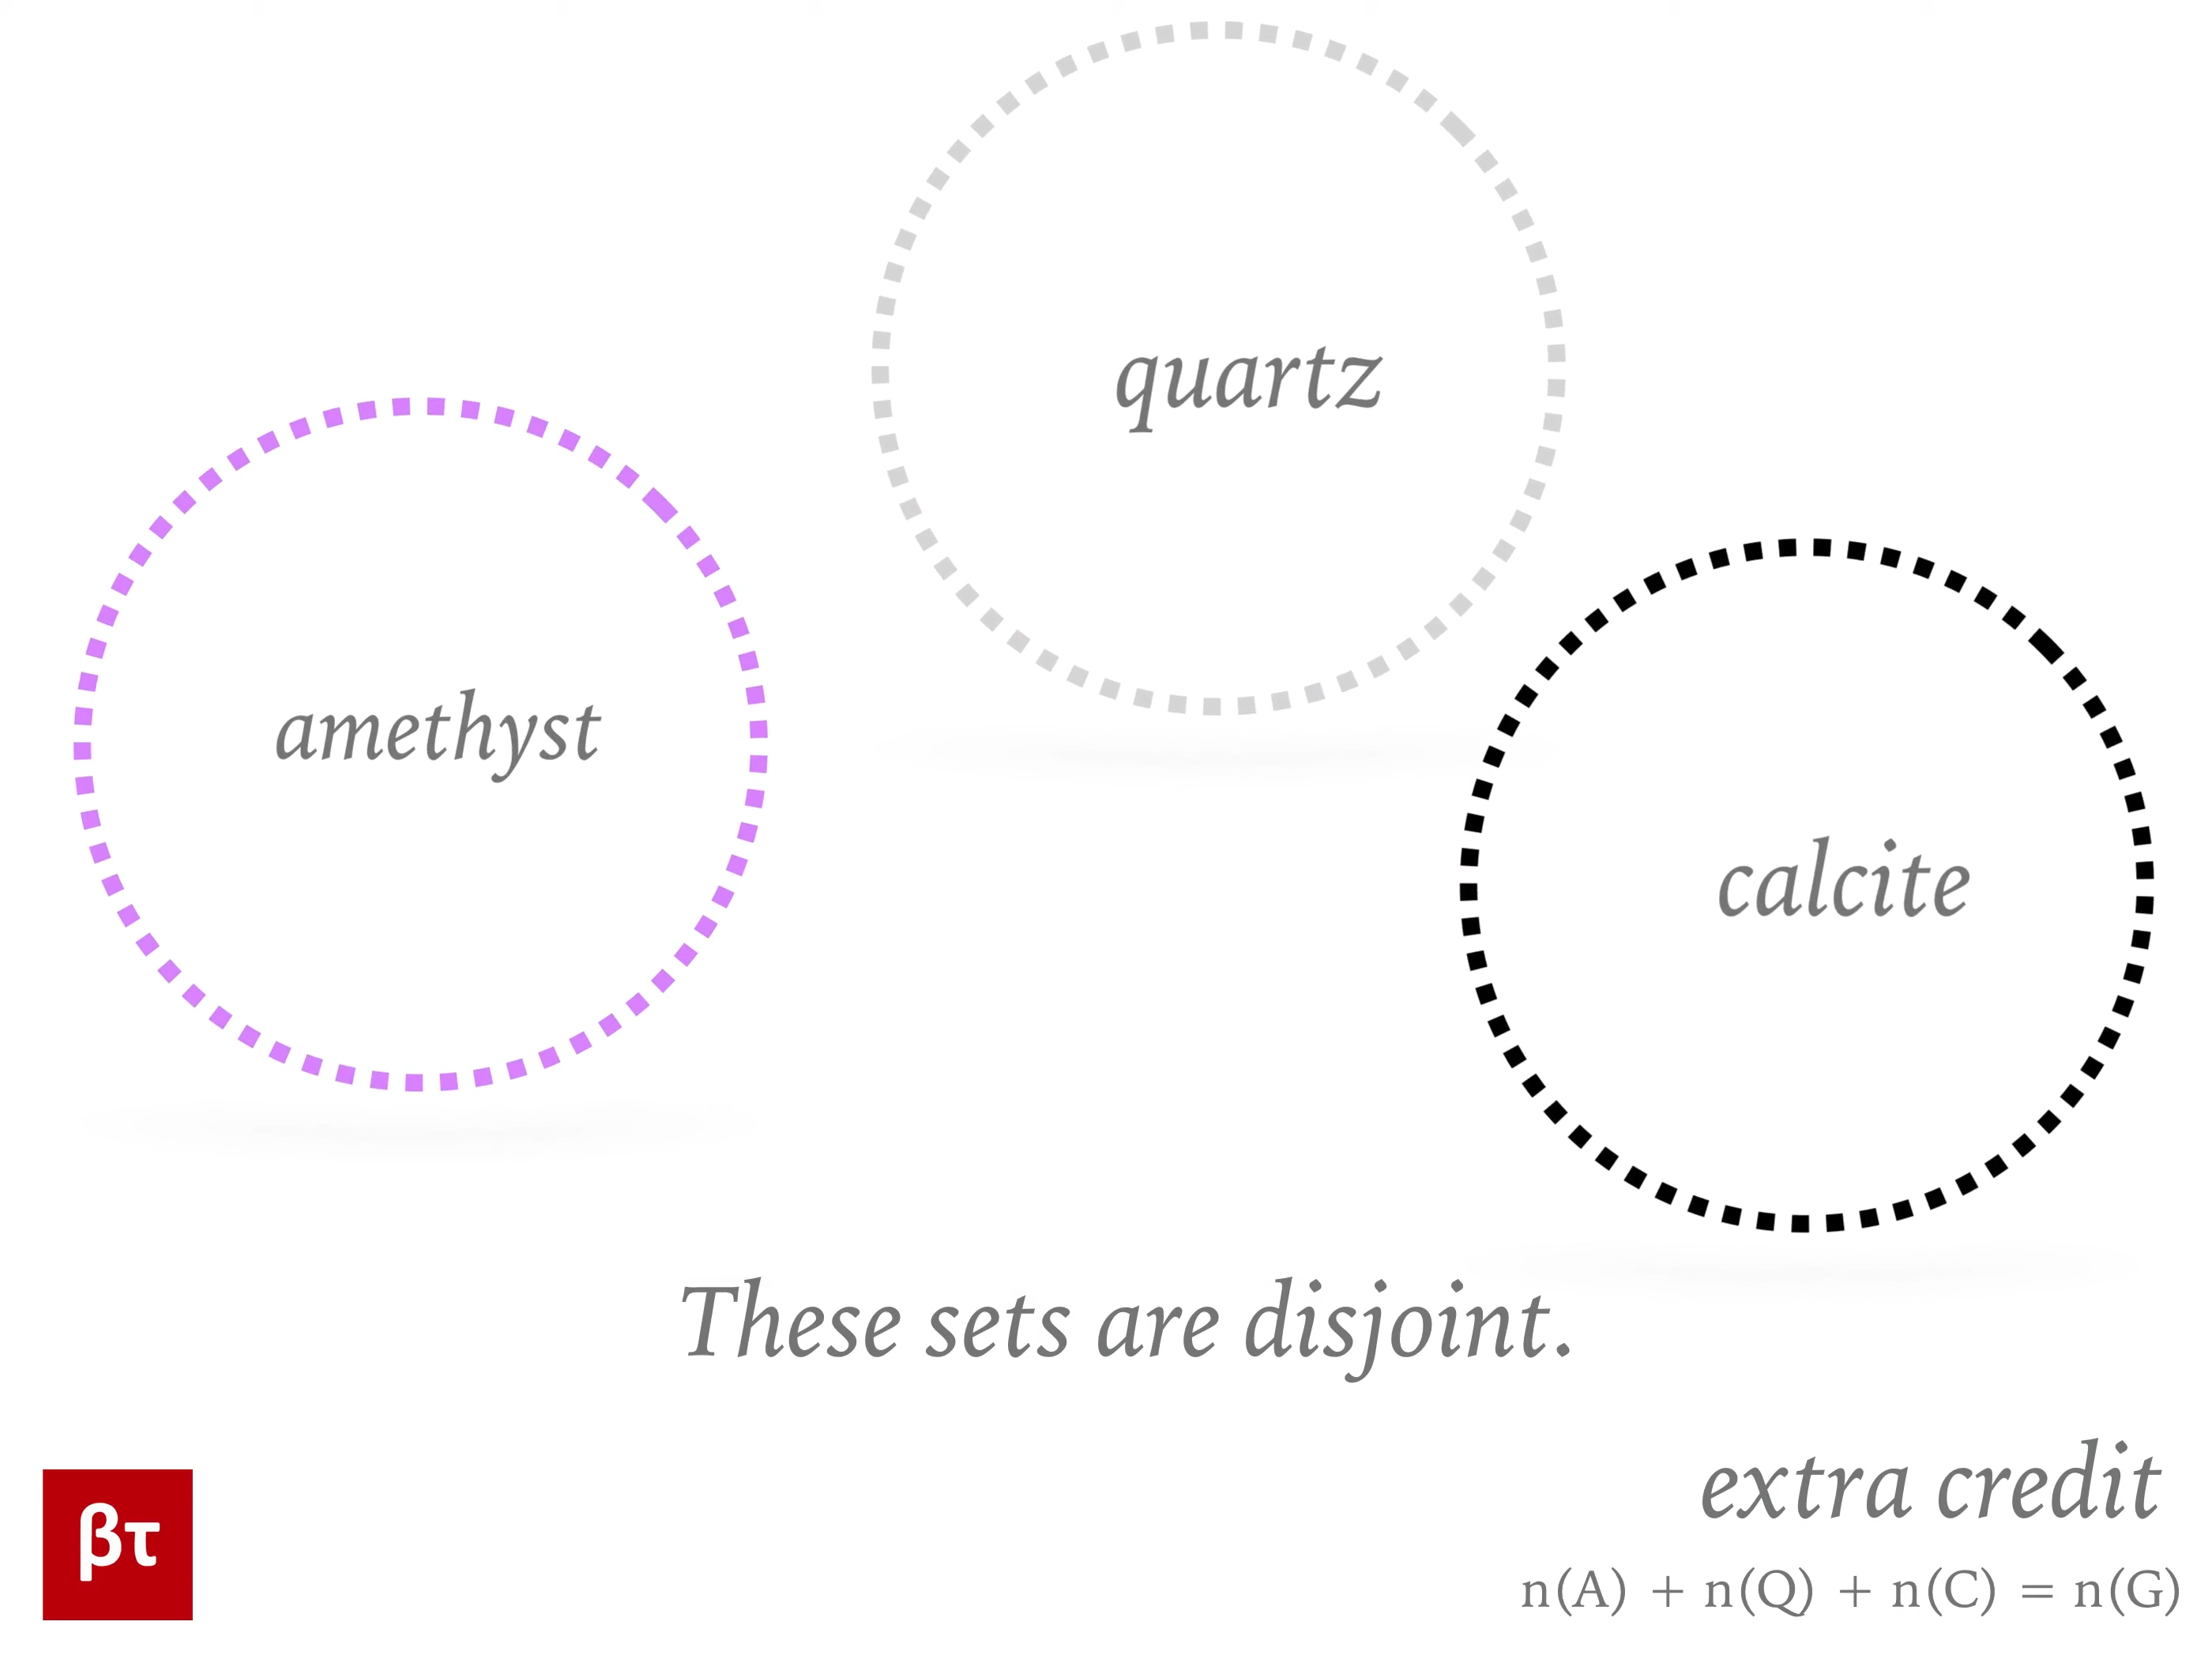 quartz
amethyst
calcite
These sets are disjoint.
extra credit
n(A) + n(Q) + n(C) = n(G)
βτ